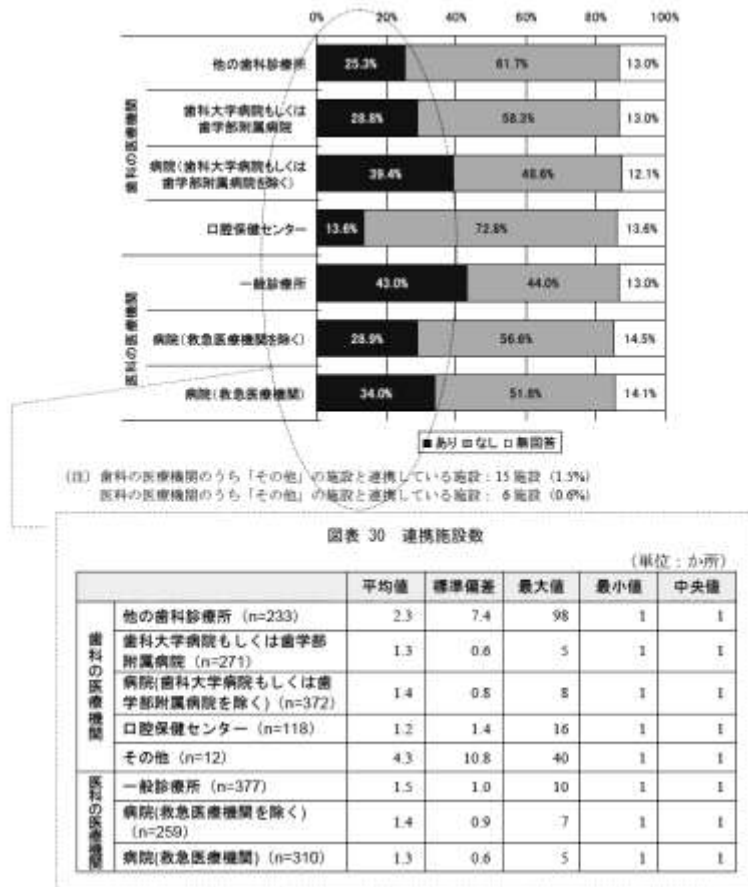 0% 20% 40% 60% 80% 100%
歯科の医療機関
他の歯科診療所 25.3% 61.7% 13.0%
歯科大学病院もしくは
歯学部附属病院 28.8% 58.3% 13.0%
病院(歯科大学病院もしくは
歯学部附属病院を除く) 39.4% 48.6% 12.1%
口腔保健センター 13.6% 72.8% 13.6%
医科の医療機関
一般診療所 43.0% 44.0% 13.0%
病院(救急医療機関を除く) 28.9% 56.6% 14.5%
病院(救急医療機関) 34.0% 51.8% 14.1%
■あり ■なし □無回答
(注) 歯科の医療機関のうち「その他」の施設と連携している施設:15施設(1.5%)
医科の医療機関のうち「その他」の施設と連携している施設: 6施設(0.6%)
図表 30 連携施設数
(単位:か所)
平均値 標準偏差 最大値 最小値 中央値
歯科の医療機関
他の歯科診療所 (n=233) 2.3 7.4 98 1 1
歯科大学病院もしくは歯学部
附属病院 (n=271) 1.3 0.6 5 1 1
病院(歯科大学病院もしくは歯
学部附属病院を除く) (n=372) 1.4 0.8 8 1 1
口腔保健センター (n=118) 1.2 1.4 16 1 1
その他 (n=12) 4.3 10.8 40 1 1
医科の医療機関
一般診療所 (n=377) 1.5 1.0 10 1 1
病院(救急医療機関を除く)
(n=259) 1.4 0.9 7 1 1
病院(救急医療機関) (n=310) 1.3 0.6 5 1 1